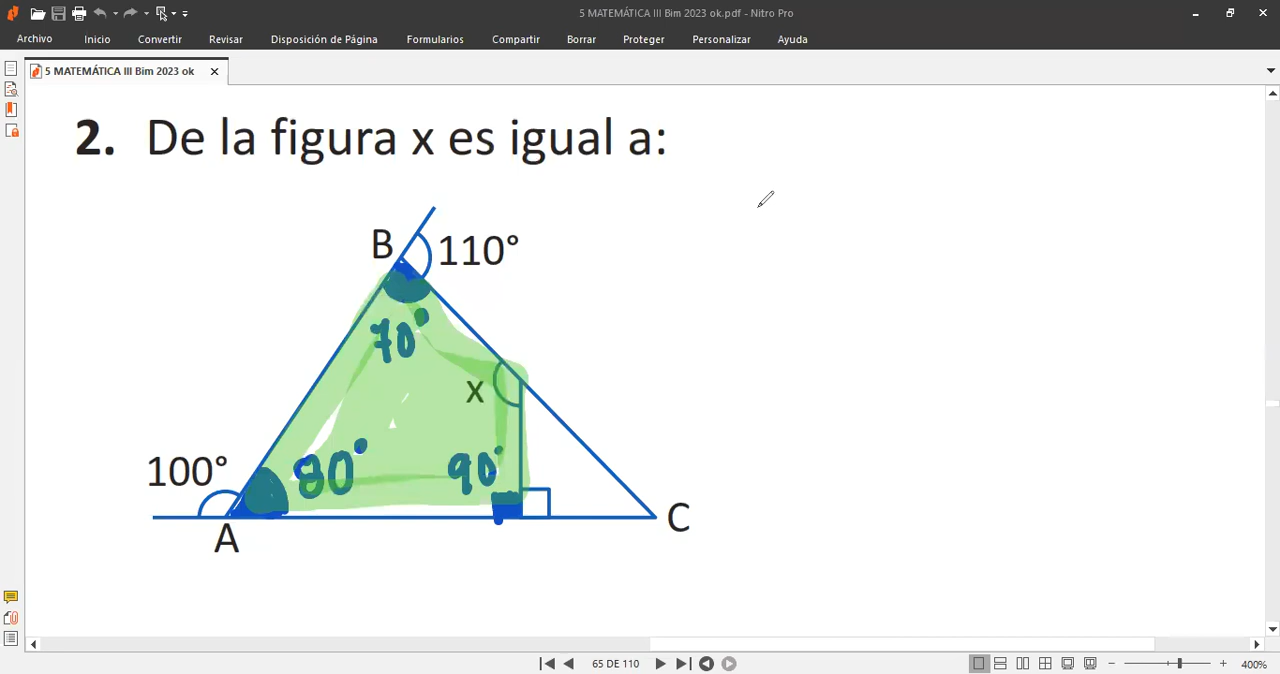 5 MATEMÁTICA III Bim 2023 ok.pdf - Nitro Pro
Archivo Inicio Convertir Revisar Disposición de Página Formularios Compartir Borrar Proteger Personalizar Ayuda
5 MATEMÁTICA III Bim 2023 ok
2. De la figura x es igual a:
B 110°
70°
x
100° 80° 90°
A C
65 DE 110
400%